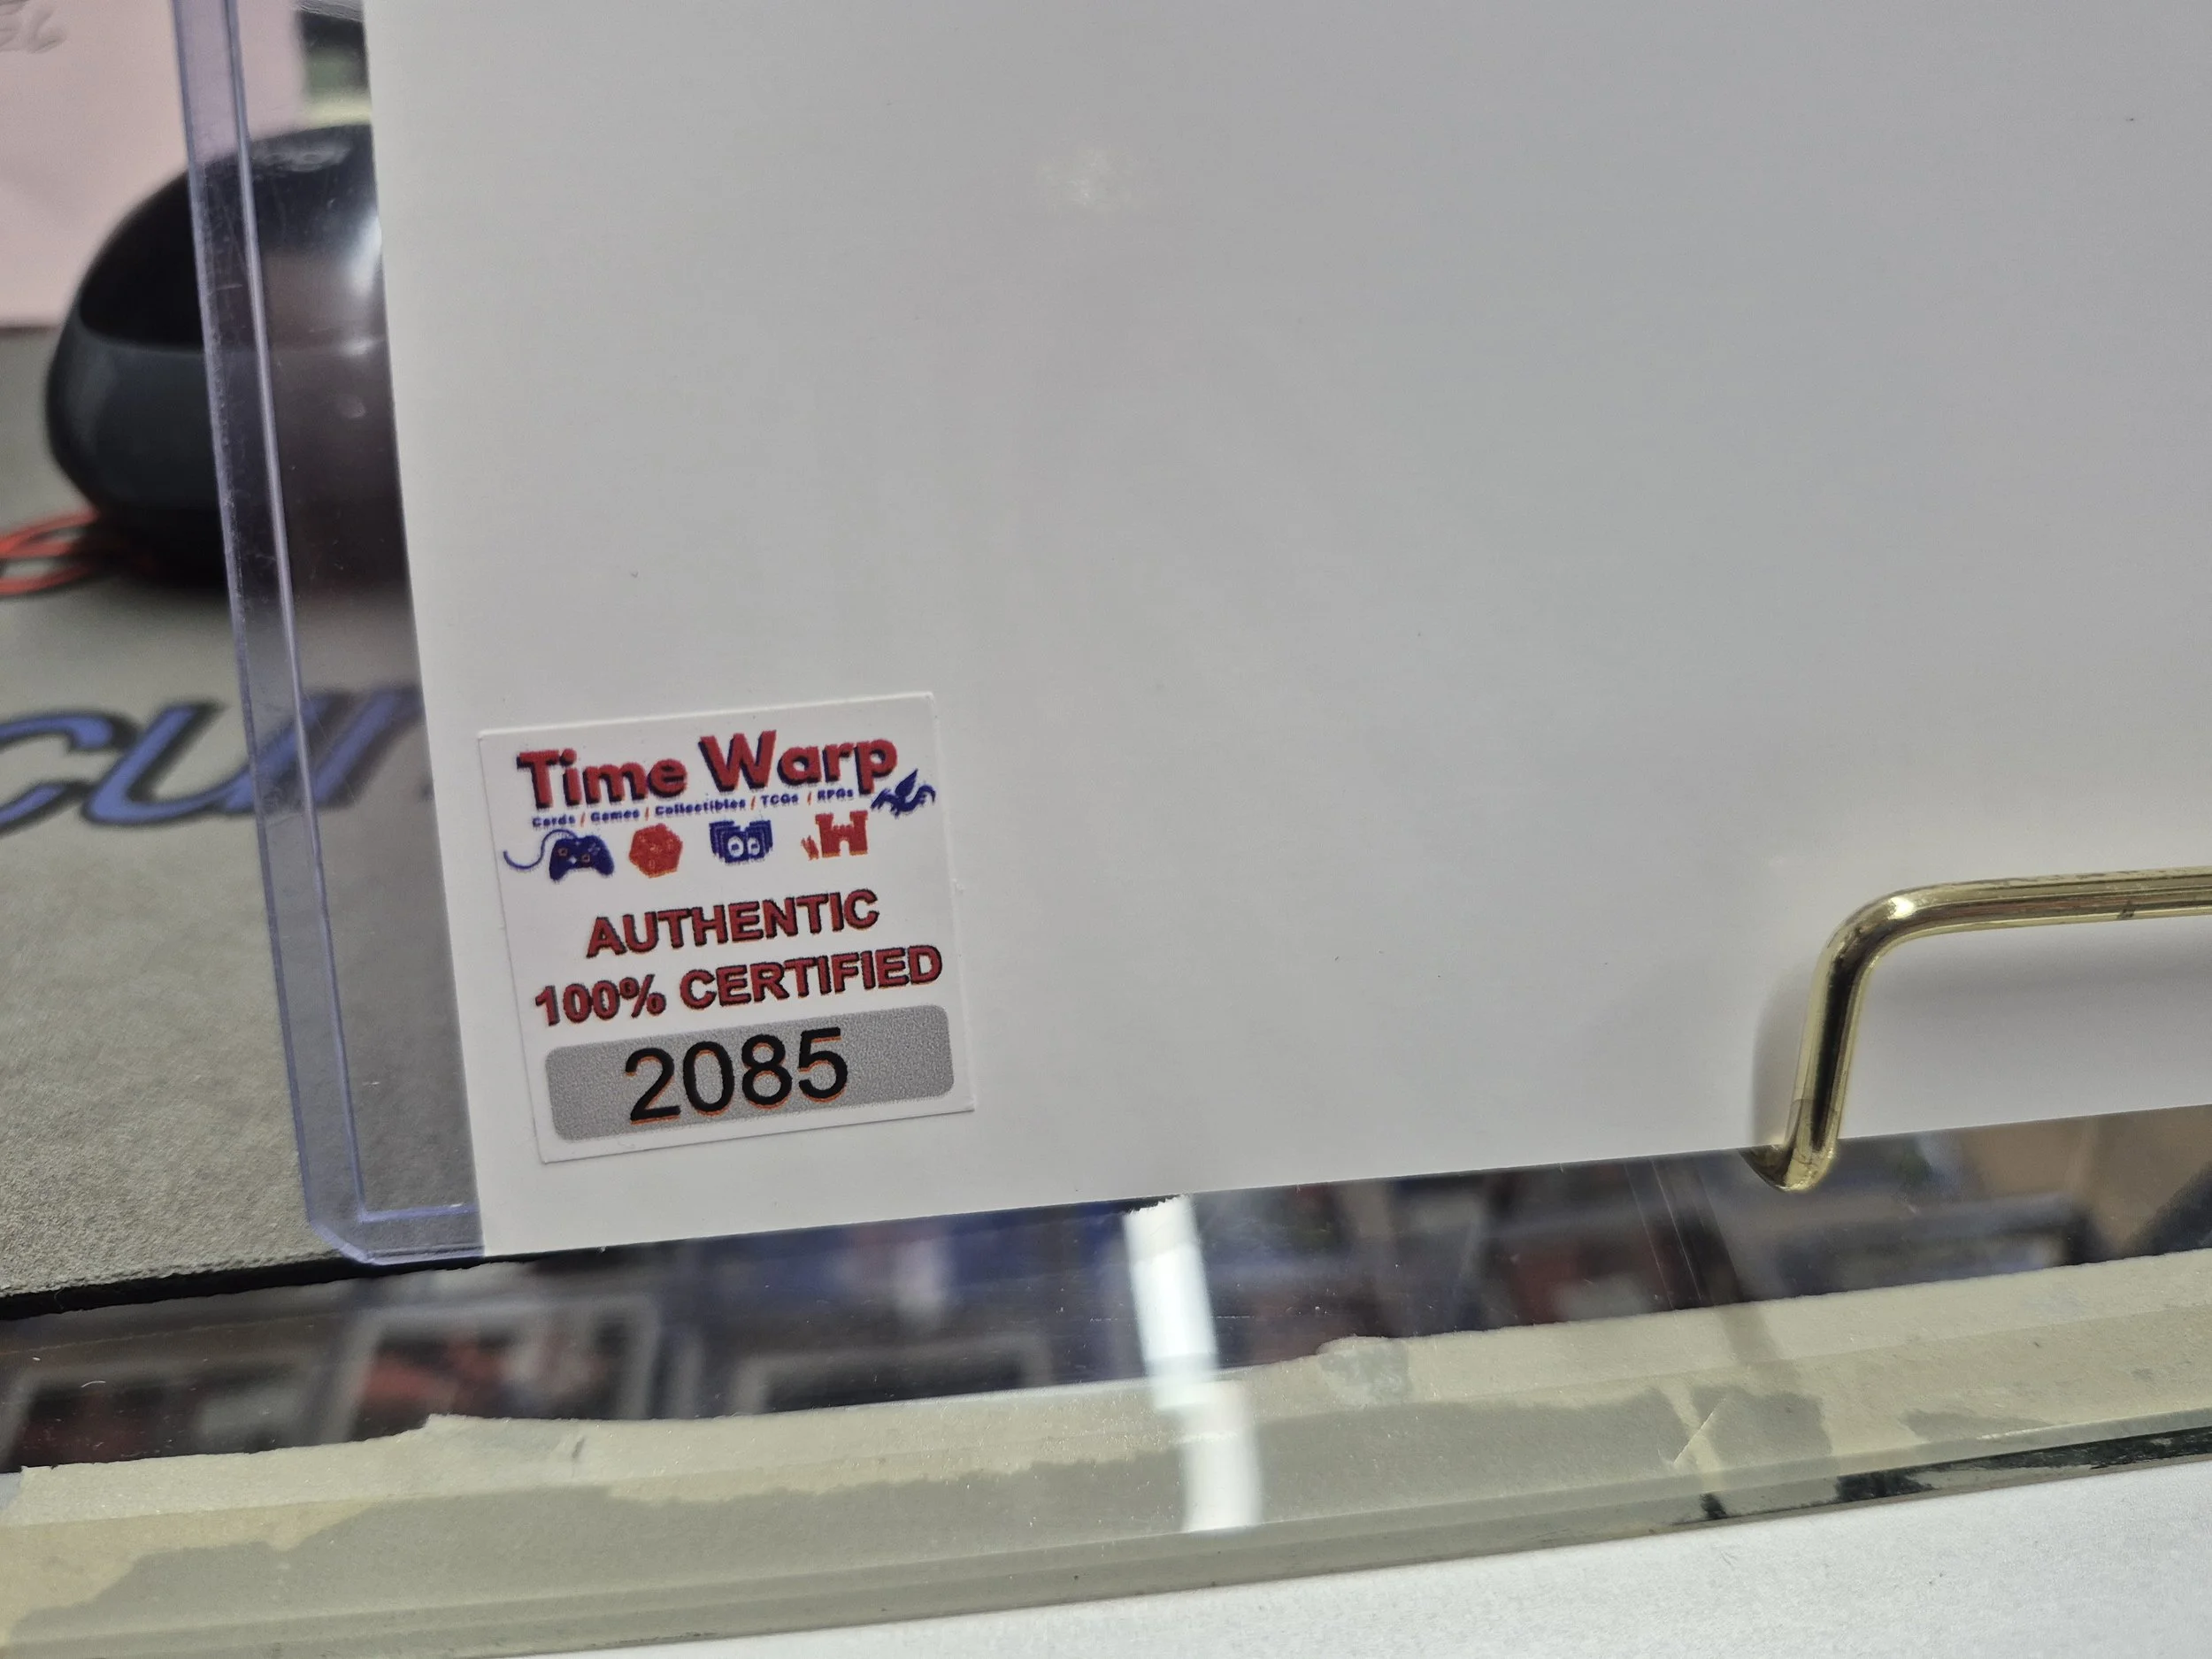 Time Warp
Cards / Games / Collectibles / TCGs / RPGs
AUTHENTIC
100% CERTIFIED
2085